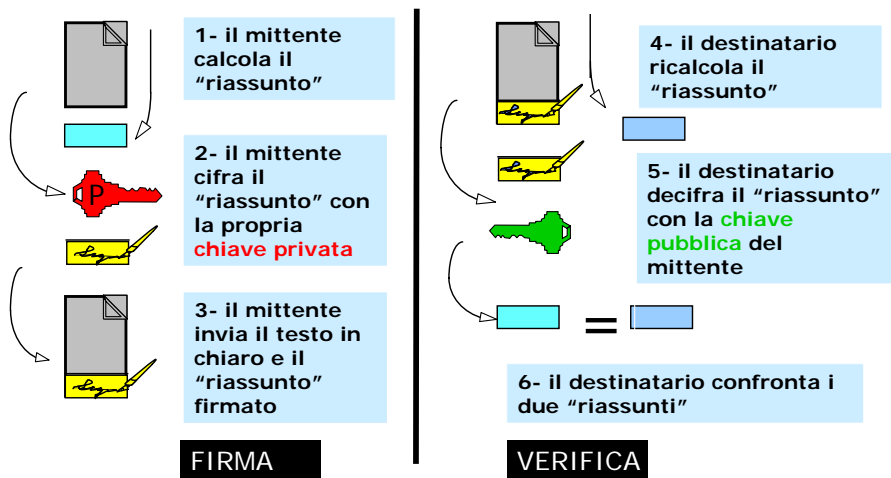 1- il mittente
calcola il
“riassunto”
2- il mittente
cifra il
“riassunto” con
la propria
chiave privata
P
3- il mittente
invia il testo in
chiaro e il
“riassunto”
firmato
FIRMA
4- il destinatario
ricalcola il
“riassunto”
5- il destinatario
decifra il “riassunto”
con la chiave
pubblica del
mittente
=
6- il destinatario confronta i
due “riassunti”
VERIFICA